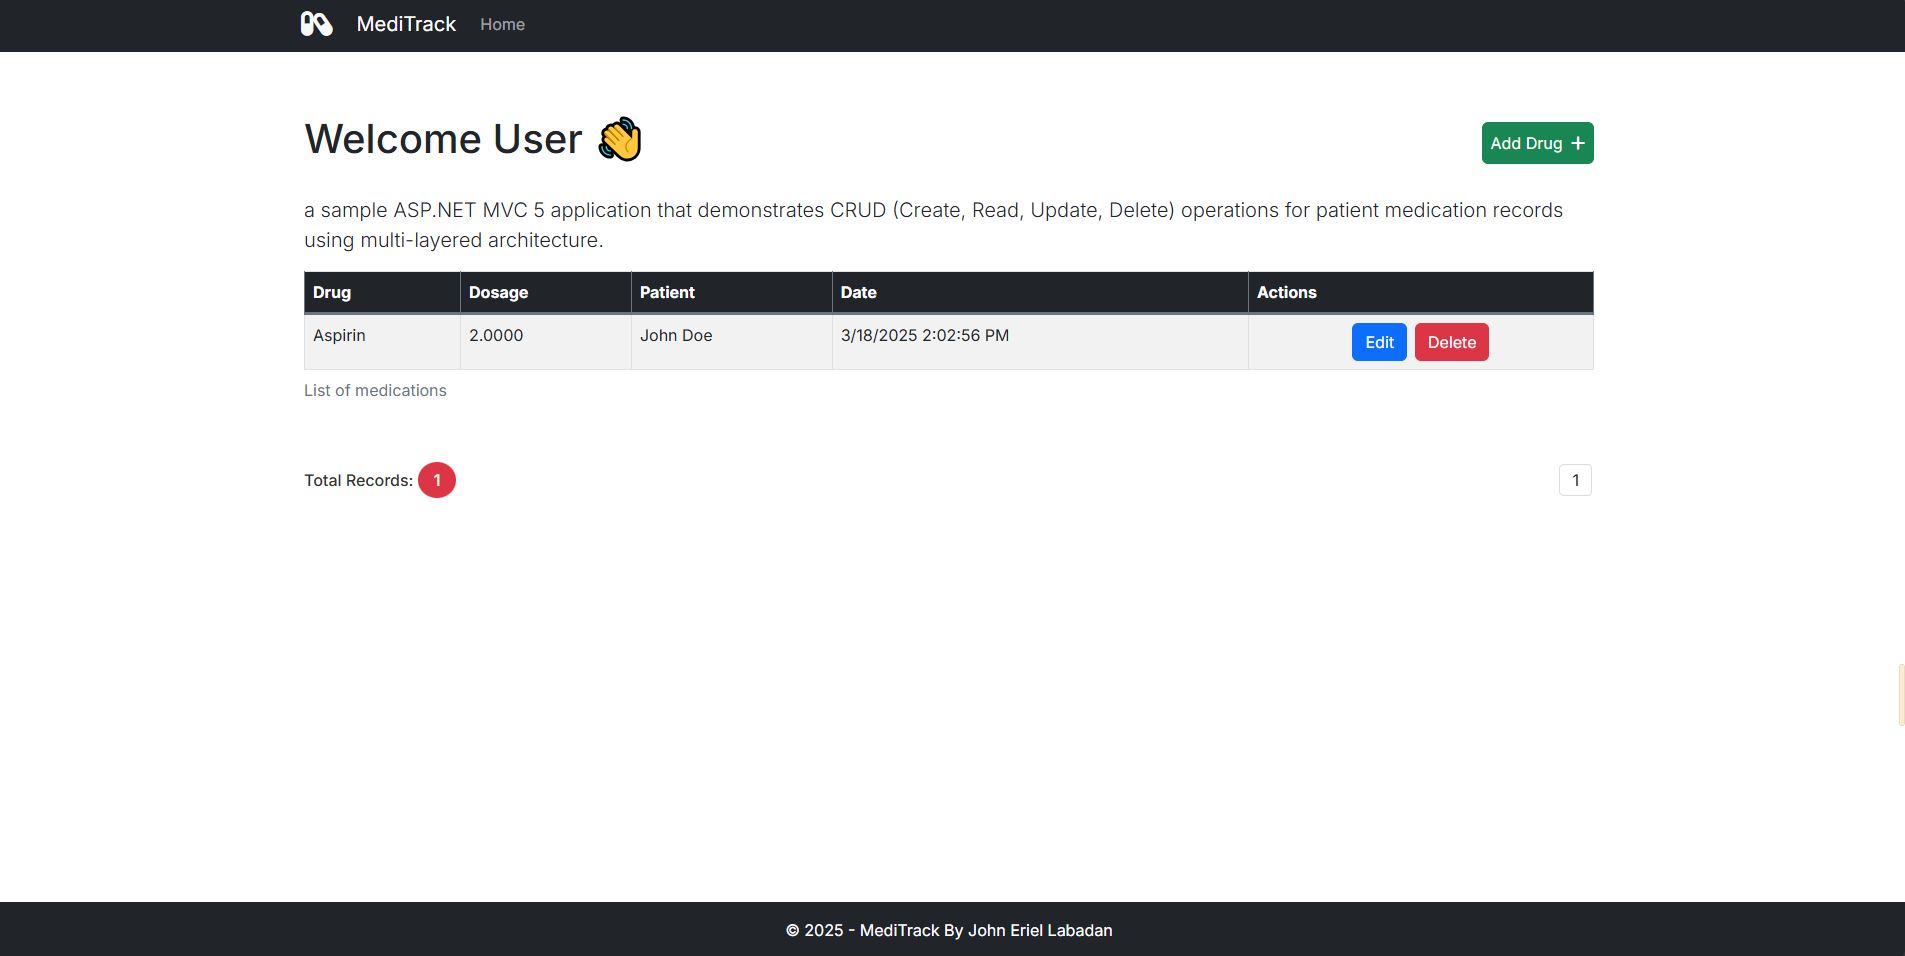 MediTrack Home
Welcome User 👋
Add Drug +
a sample ASP.NET MVC 5 application that demonstrates CRUD (Create, Read, Update, Delete) operations for patient medication records
using multi-layered architecture.
Drug Dosage Patient Date Actions
Aspirin 2.0000 John Doe 3/18/2025 2:02:56 PM Edit Delete
List of medications
Total Records: 1
1
© 2025 - MediTrack By John Eriel Labadan